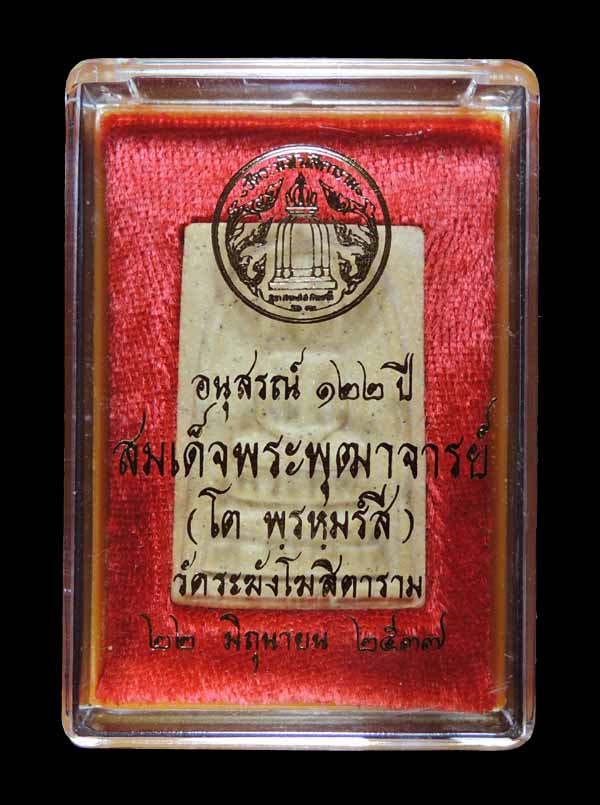 อนุสรณ์ ๑๒๒ ปี
สมเด็จพระพุฒาจารย์
(โต พฺรหฺมรํสี)
วัดระฆังโฆสิตาราม
๒๒ มิถุนายน ๒๕๓๗